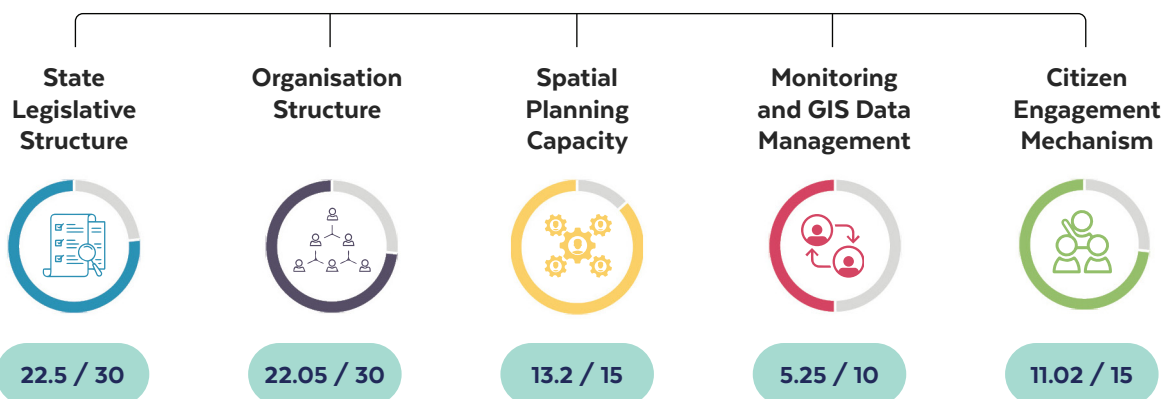 State
Legislative
Structure
Organisation
Structure
Spatial
Planning
Capacity
Monitoring
and GIS Data
Management
Citizen
Engagement
Mechanism
22.5 / 30
22.05 / 30
13.2 / 15
5.25 / 10
11.02 / 15